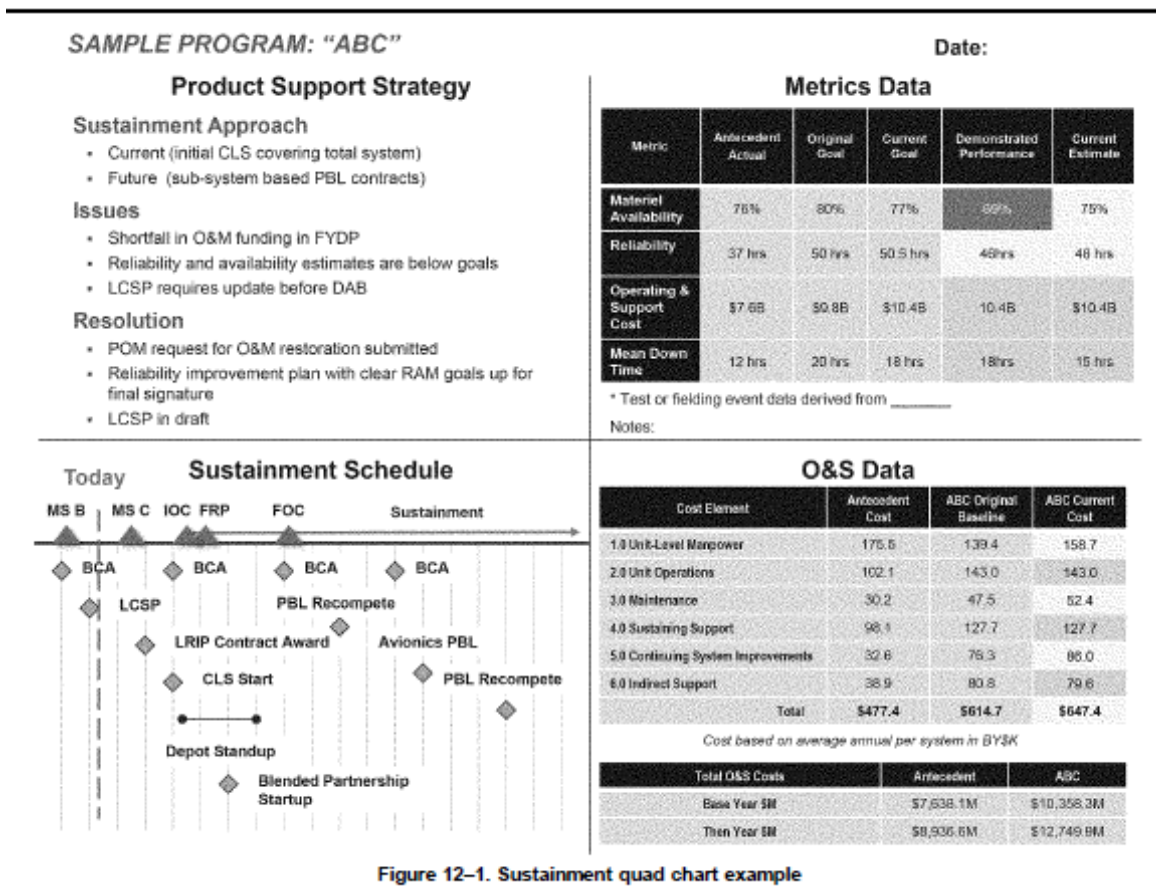 SAMPLE PROGRAM: “ABC”
Date:
Product Support Strategy
Sustainment Approach
▪ Current (initial CLS covering total system)
▪ Future (sub-system based PBL contracts)
Issues
▪ Shortfall in O&M funding in FYDP
▪ Reliability and availability estimates are below goals
▪ LCSP requires update before DAB
Resolution
▪ POM request for O&M restoration submitted
▪ Reliability improvement plan with clear RAM goals up for
final signature
▪ LCSP in draft
Metrics Data
Metric Antecedent Actual Original Goal Current Goal Demonstrated Performance Current Estimate
Materiel Availability 76% 80% 77% 75%
Reliability 37 hrs 50 hrs 50.5 hrs 48hrs 48 hrs
Operating & Support Cost $7.6B $9.8B $10.4B 10.4B $10.4B
Mean Down Time 12 hrs 20 hrs 18 hrs 18hrs 15 hrs
* Test or fielding event data derived from _______
Notes:
Sustainment Schedule
Today
MS B MS C IOC FRP FOC Sustainment
BCA BCA BCA BCA
LCSP PBL Recompete
LRIP Contract Award Avionics PBL
CLS Start PBL Recompete
Depot Standup
Blended Partnership
Startup
O&S Data
Cost Element Antecedent Cost ABC Original Baseline ABC Current Cost
1.0 Unit-Level Manpower 175.5 139.4 158.7
2.0 Unit Operations 102.1 143.0 143.0
3.0 Maintenance 30.2 47.5 52.4
4.0 Sustaining Support 98.1 127.7 127.7
5.0 Continuing System Improvements 32.6 76.3 86.0
6.0 Indirect Support 38.9 80.8 79.6
Total $477.4 $614.7 $647.4
Cost based on average annual per system in BY$K
Total O&S Costs Antecedent ABC
Base Year $M $7,638.1M $10,358.3M
Then Year $M $8,936.6M $12,749.9M
Figure 12–1. Sustainment quad chart example